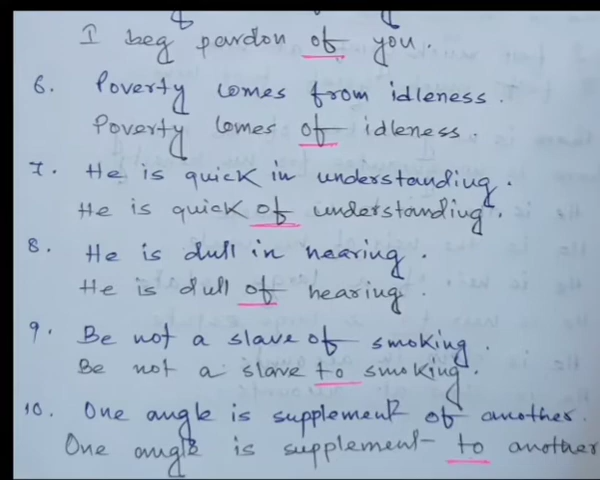 I beg pardon of you.
6. Poverty comes from idleness.
Poverty comes of idleness.
7. He is quick in understanding.
He is quick of understanding.
8. He is dull in hearing.
He is dull of hearing.
9. Be not a slave of smoking.
Be not a slave to smoking.
10. One angle is supplement of another.
One angle is supplement to another